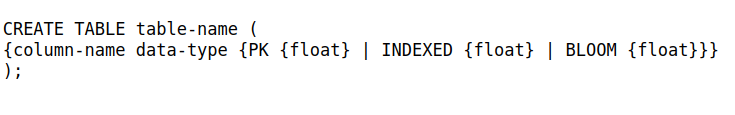 CREATE TABLE table-name (
{column-name data-type {PK {float} | INDEXED {float} | BLOOM {float}}}
);